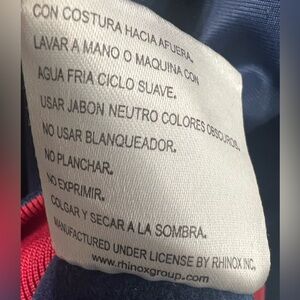 CON COSTURA HACIA AFUERA.
LAVAR A MANO O MAQUINA CON
AGUA FRIA CICLO SUAVE.
USAR JABON NEUTRO COLORES OBSCUROS.
NO USAR BLANQUEADOR.
NO PLANCHAR.
NO EXPRIMIR.
COLGAR Y SECAR A LA SOMBRA.
MANUFACTURED UNDER LICENSE BY RHINOX INC.
www.rhinoxgroup.com